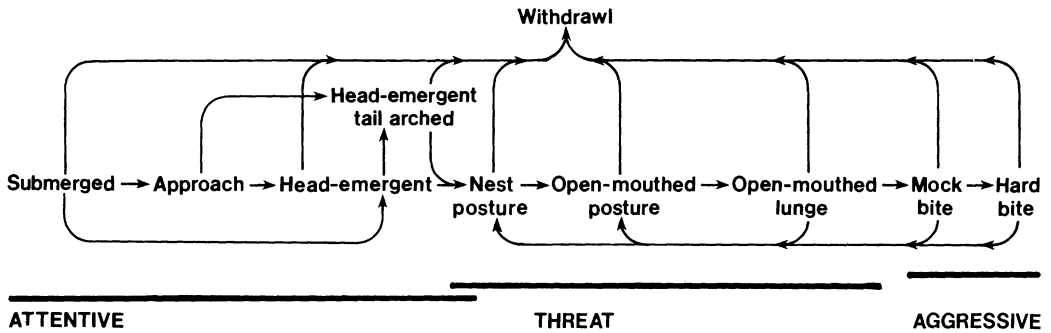 Withdrawl
Head-emergent
tail arched
Submerged Approach Head-emergent Nest Open-mouthed Open-mouthed Mock Hard
posture posture lunge bite bite
ATTENTIVE THREAT AGGRESSIVE